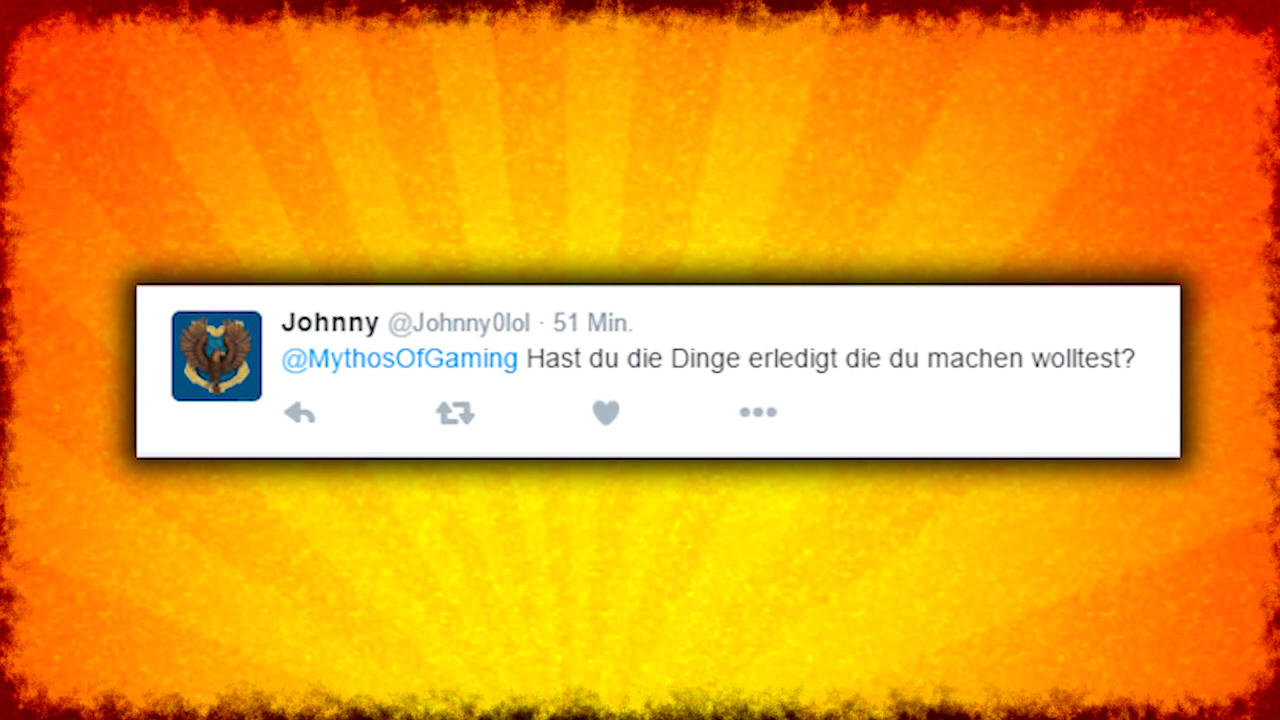 Johnny @Johnny0lol · 51 Min.
@MythosOfGaming Hast du die Dinge erledigt die du machen wolltest?